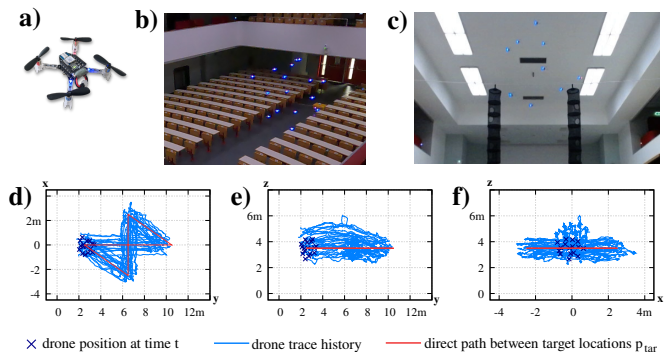 a)
b)
c)
d)
x
2m
0
-2
-4
0 2 4 6 8 10 12m
y
e)
z
6m
4
2
0
0 2 4 6 8 10 12m
y
f)
z
6m
4
2
0
-4 -2 0 2 4m
x
drone position at time t
drone trace history
direct path between target locations p_tar